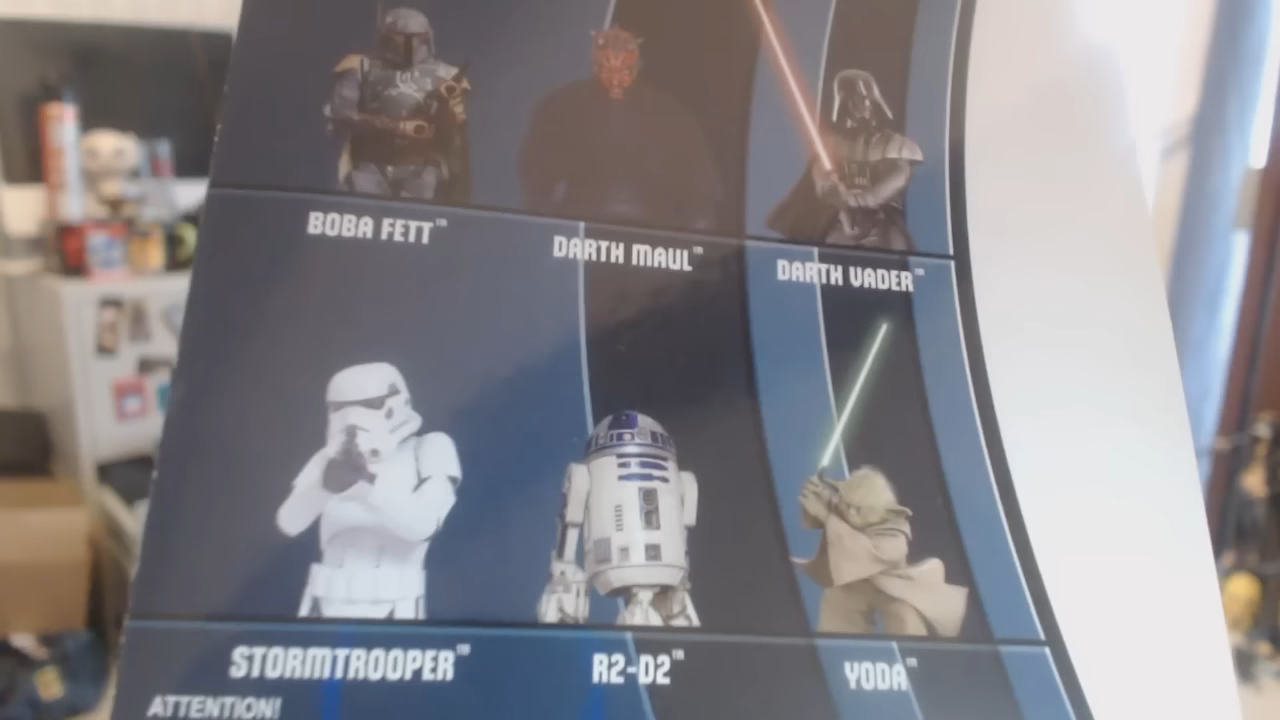 BOBA FETT™
DARTH MAUL™
DARTH VADER™
STORMTROOPER™
R2-D2™
YODA™
ATTENTION!